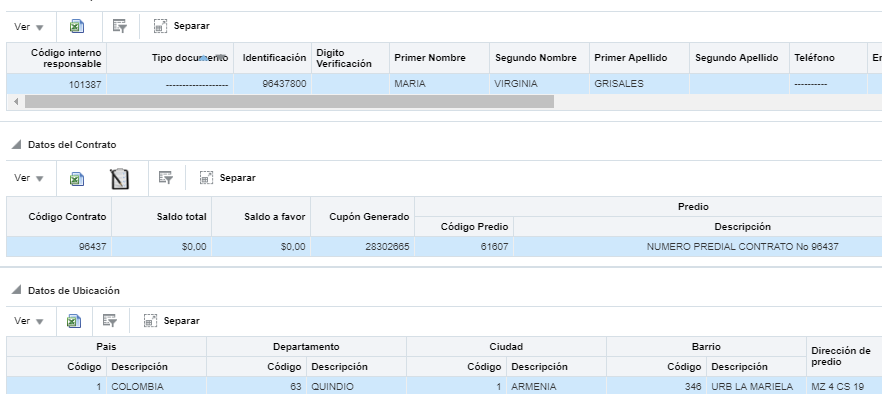 Ver Separar
Código interno responsable Tipo documento Identificación Digito Verificación Primer Nombre Segundo Nombre Primer Apellido Segundo Apellido Teléfono
101387 ------------------- 96437800 MARIA VIRGINIA GRISALES ----------
Datos del Contrato
Ver Separar
Código Contrato Saldo total Saldo a favor Cupón Generado Predio
Código Predio Descripción
96437 $0,00 $0,00 28302665 61607 NUMERO PREDIAL CONTRATO No 96437
Datos de Ubicación
Ver Separar
Pais Departamento Ciudad Barrio Dirección de predio
Código Descripción Código Descripción Código Descripción Código Descripción
1 COLOMBIA 63 QUINDIO 1 ARMENIA 346 URB LA MARIELA MZ 4 CS 19